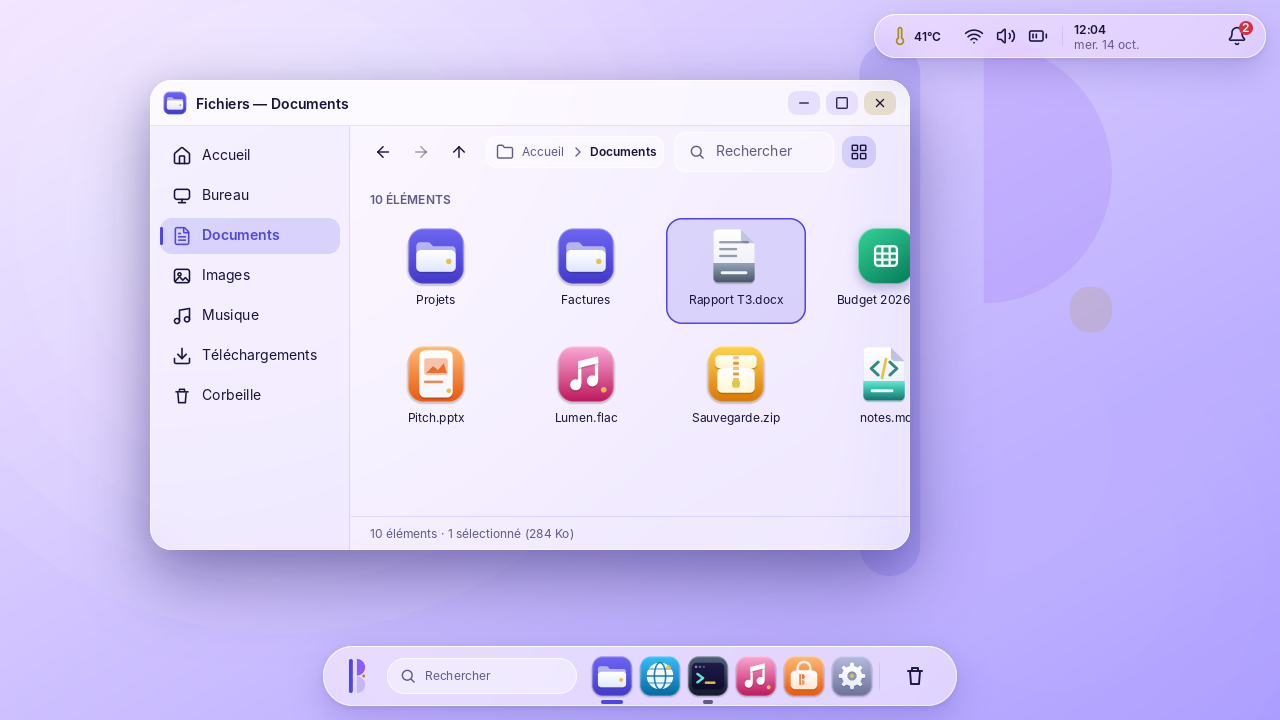 41°C
12:04
mer. 14 oct.
2
Fichiers — Documents
Accueil
Bureau
Documents
Images
Musique
Téléchargements
Corbeille
Accueil
Documents
Rechercher
10 ÉLÉMENTS
Projets
Factures
Rapport T3.docx
Budget 2026
Pitch.pptx
Lumen.flac
Sauvegarde.zip
notes.md
10 éléments · 1 sélectionné (284 Ko)
Rechercher